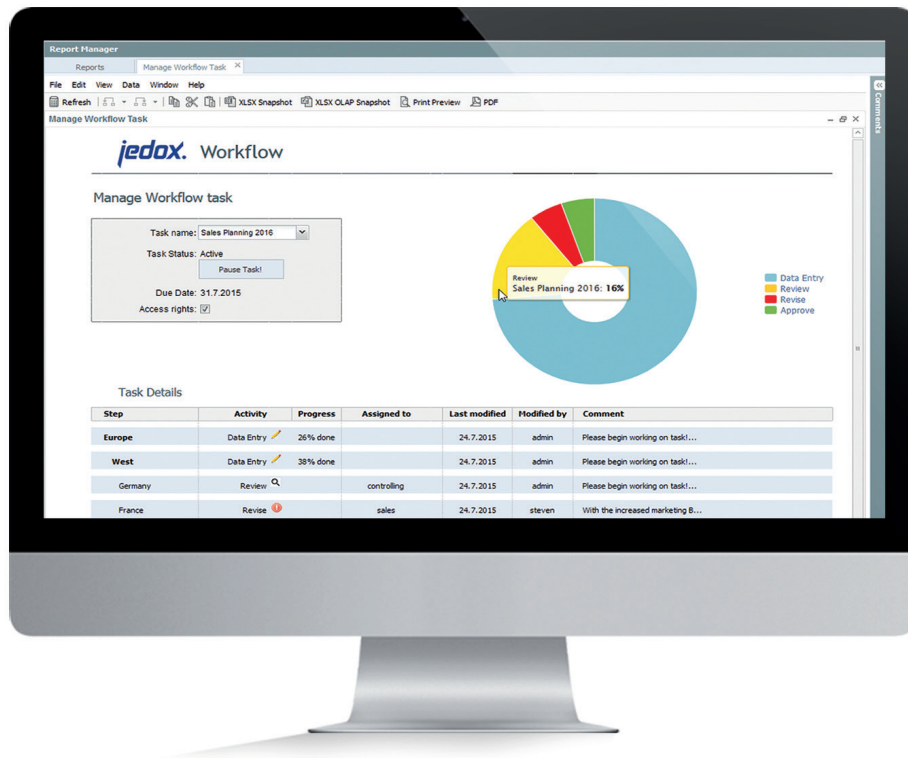 Report Manager
Reports
Manage Workflow Task
File Edit View Data Window Help
Refresh XLSX Snapshot XLSX OLAP Snapshot Print Preview PDF
Manage Workflow Task
Comments
jedox. Workflow
Manage Workflow task
Task name: Sales Planning 2016
Task Status: Active
Pause Task!
Due Date: 31.7.2015
Access rights:
Review
Sales Planning 2016: 16%
Data Entry
Review
Revise
Approve
Task Details
Step Activity Progress Assigned to Last modified Modified by Comment
Europe Data Entry 26% done 24.7.2015 admin Please begin working on task!...
West Data Entry 38% done 24.7.2015 admin Please begin working on task!...
Germany Review controlling 24.7.2015 admin Please begin working on task!...
France Revise sales 24.7.2015 steven With the increased marketing B...